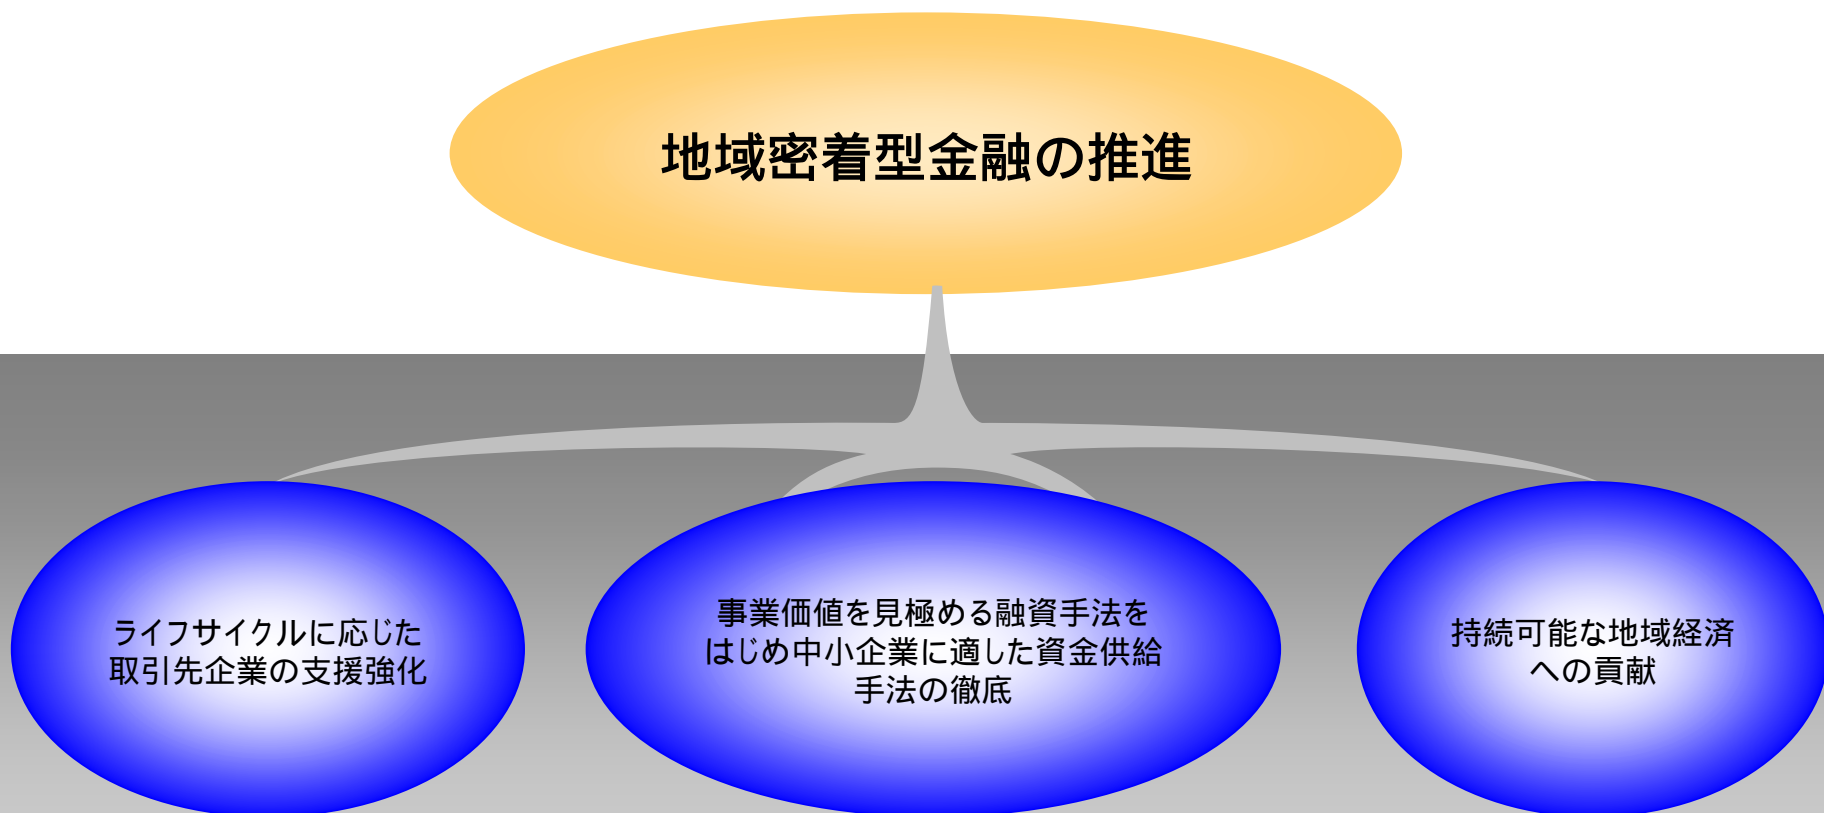 地域密着型金融の推進
ライフサイクルに応じた
取引先企業の支援強化
事業価値を見極める融資手法を
はじめ中小企業に適した資金供給
手法の徹底
持続可能な地域経済
への貢献